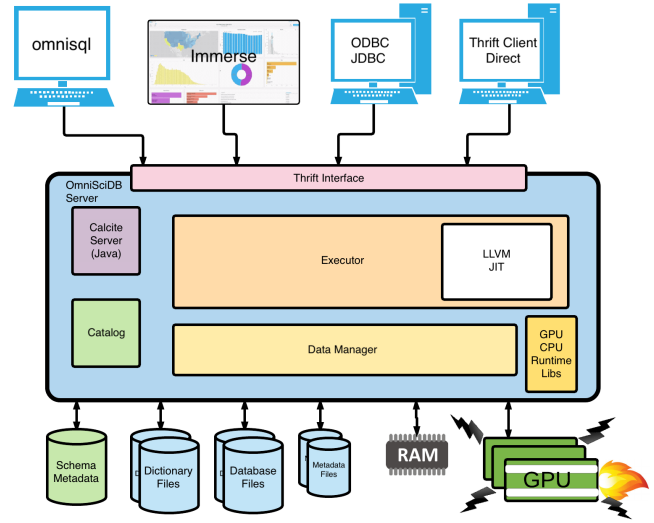 omnisql
Immerse
ODBC
JDBC
Thrift Client
Direct
Thrift Interface
OmniSciDB
Server
Calcite
Server
(Java)
Executor
LLVM
JIT
Catalog
Data Manager
GPU
CPU
Runtime
Libs
Schema
Metadata
Dictionary
Files
Database
Files
Metadata
Files
RAM
GPU